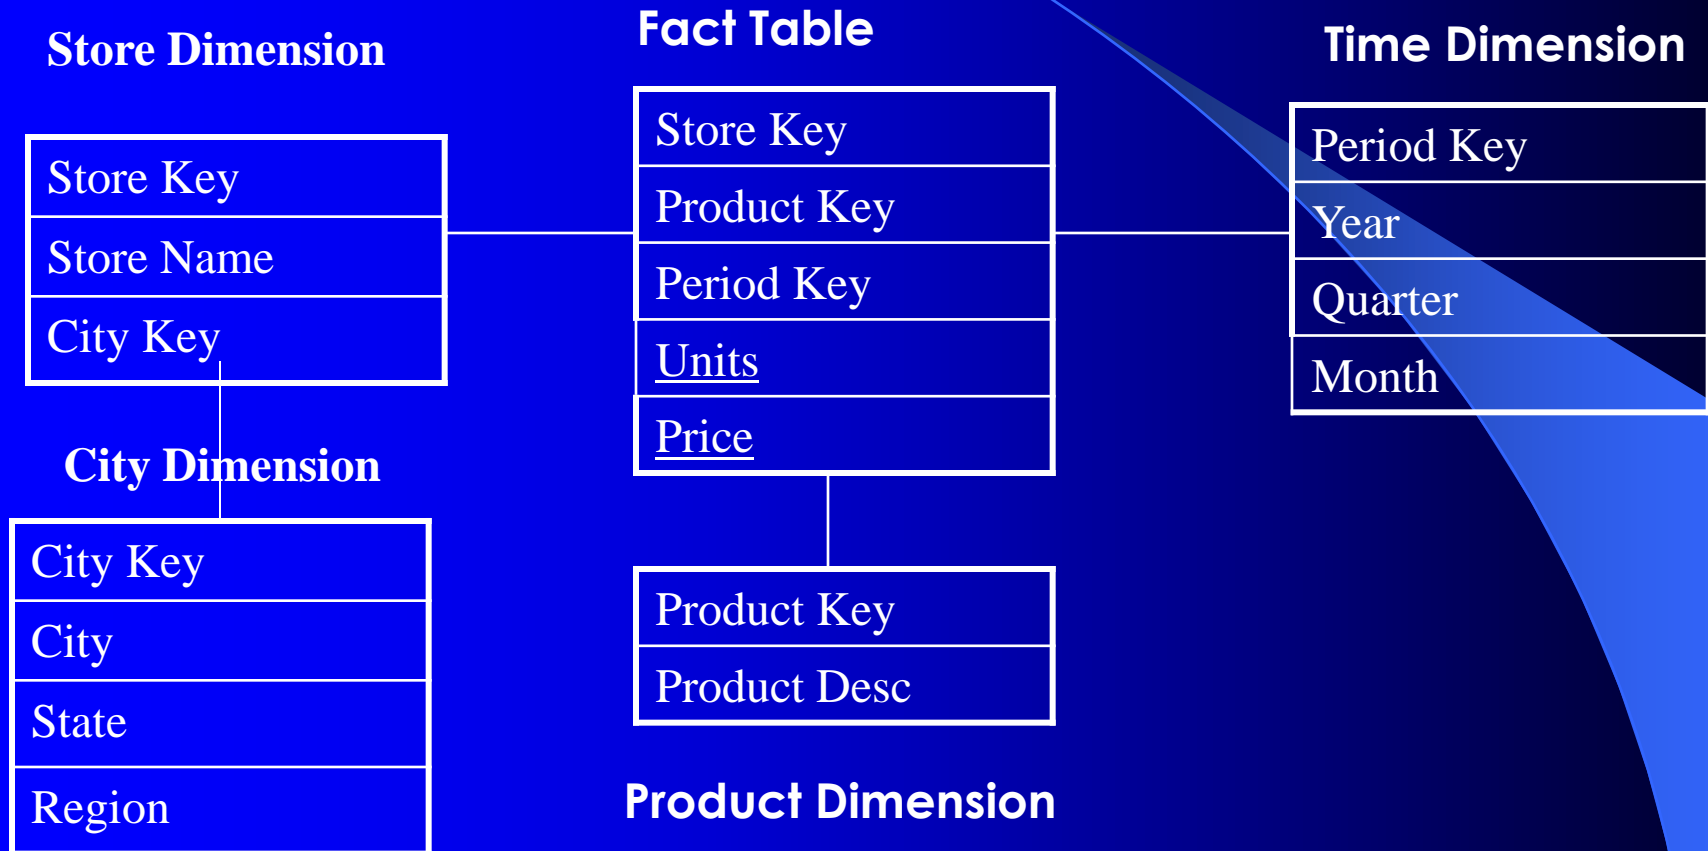 Store Dimension
Store Key
Store Name
City Key
City Dimension
City Key
City
State
Region
Fact Table
Store Key
Product Key
Period Key
Units
Price
Product Key
Product Desc
Product Dimension
Time Dimension
Period Key
Year
Quarter
Month